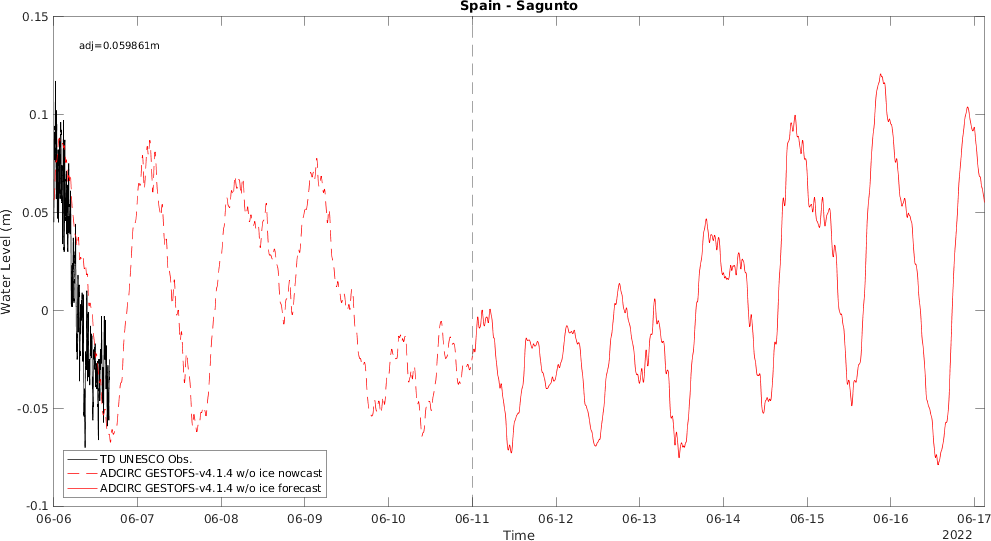 Spain - Sagunto
adj=0.059861m
0.15
0.1
0.05
0
-0.05
-0.1
Water Level (m)
TD UNESCO Obs.
ADCIRC GESTOFS-v4.1.4 w/o ice nowcast
ADCIRC GESTOFS-v4.1.4 w/o ice forecast
06-06 06-07 06-08 06-09 06-10 06-11 06-12 06-13 06-14 06-15 06-16 06-17
Time
2022